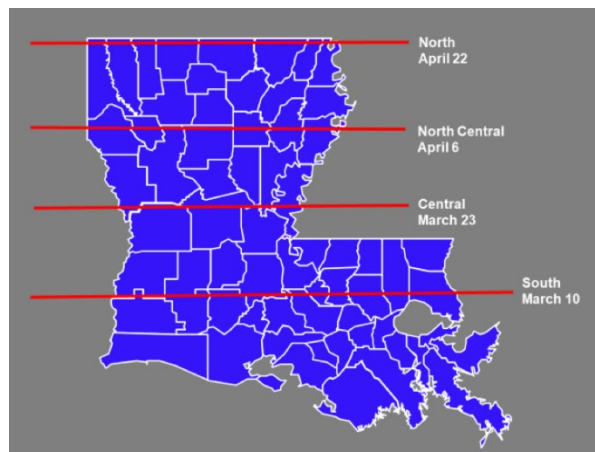 North
April 22
North Central
April 6
Central
March 23
South
March 10